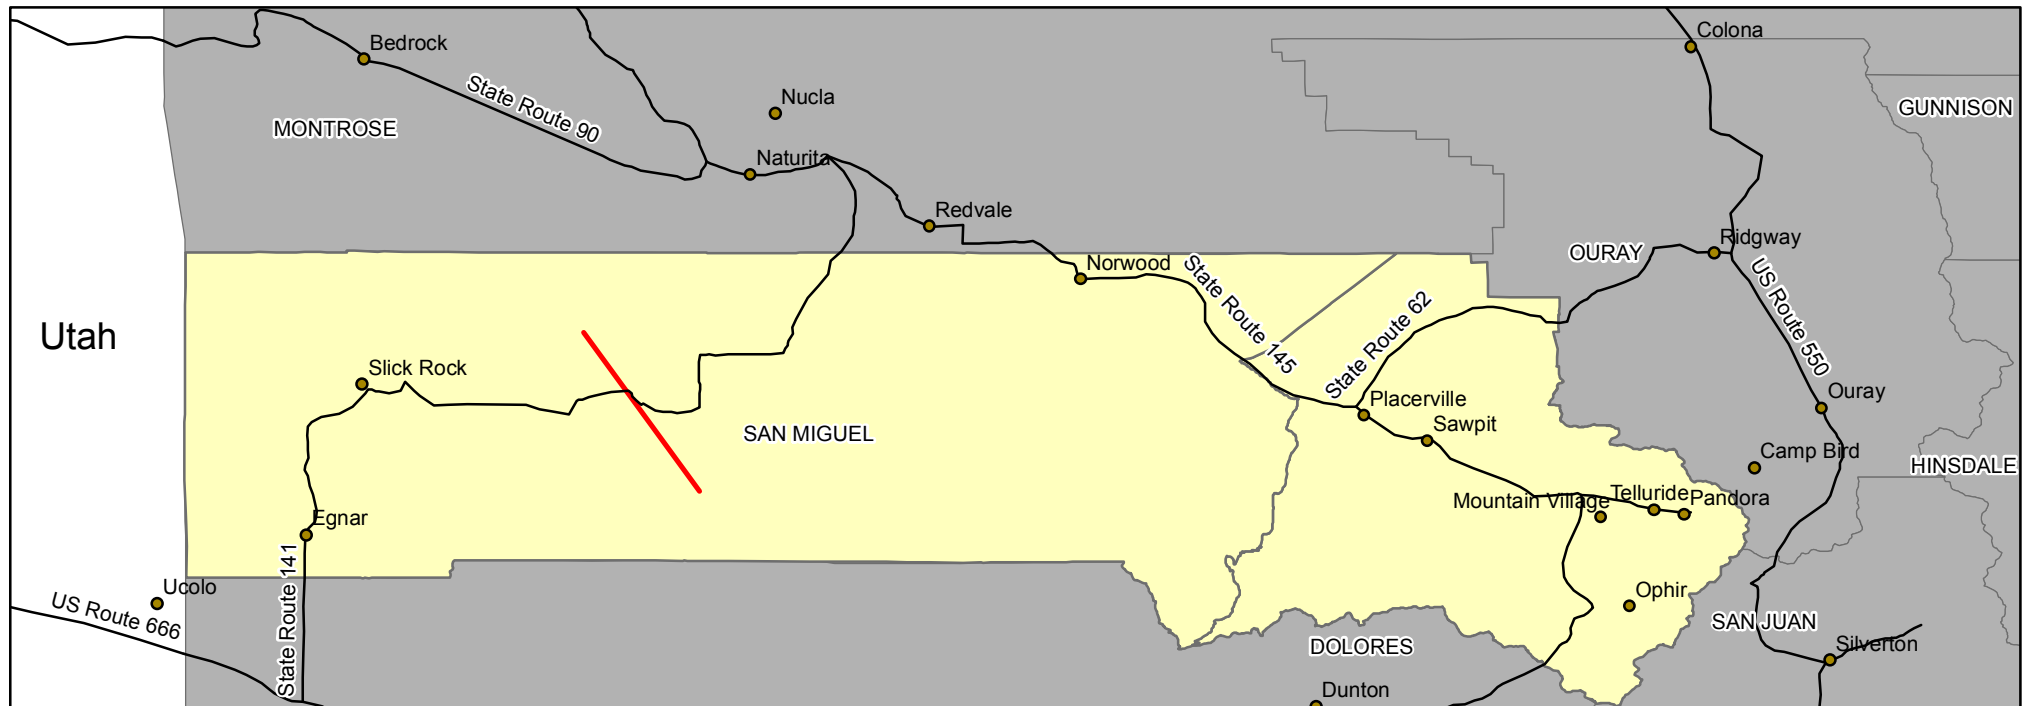 Colona
Bedrock
State Route 90
Nucla
GUNNISON
MONTROSE
Naturita
Redvale
Ridgway
OURAY
Norwood
State Route 145
US Route 550
State Route 62
Utah
Slick Rock
Placerville
Ouray
Sawpit
SAN MIGUEL
Camp Bird
HINSDALE
Mountain Village
Telluride
Pandora
Egnar
State Route 141
Ucolo
US Route 666
Ophir
SAN JUAN
DOLORES
Silverton
Dunton